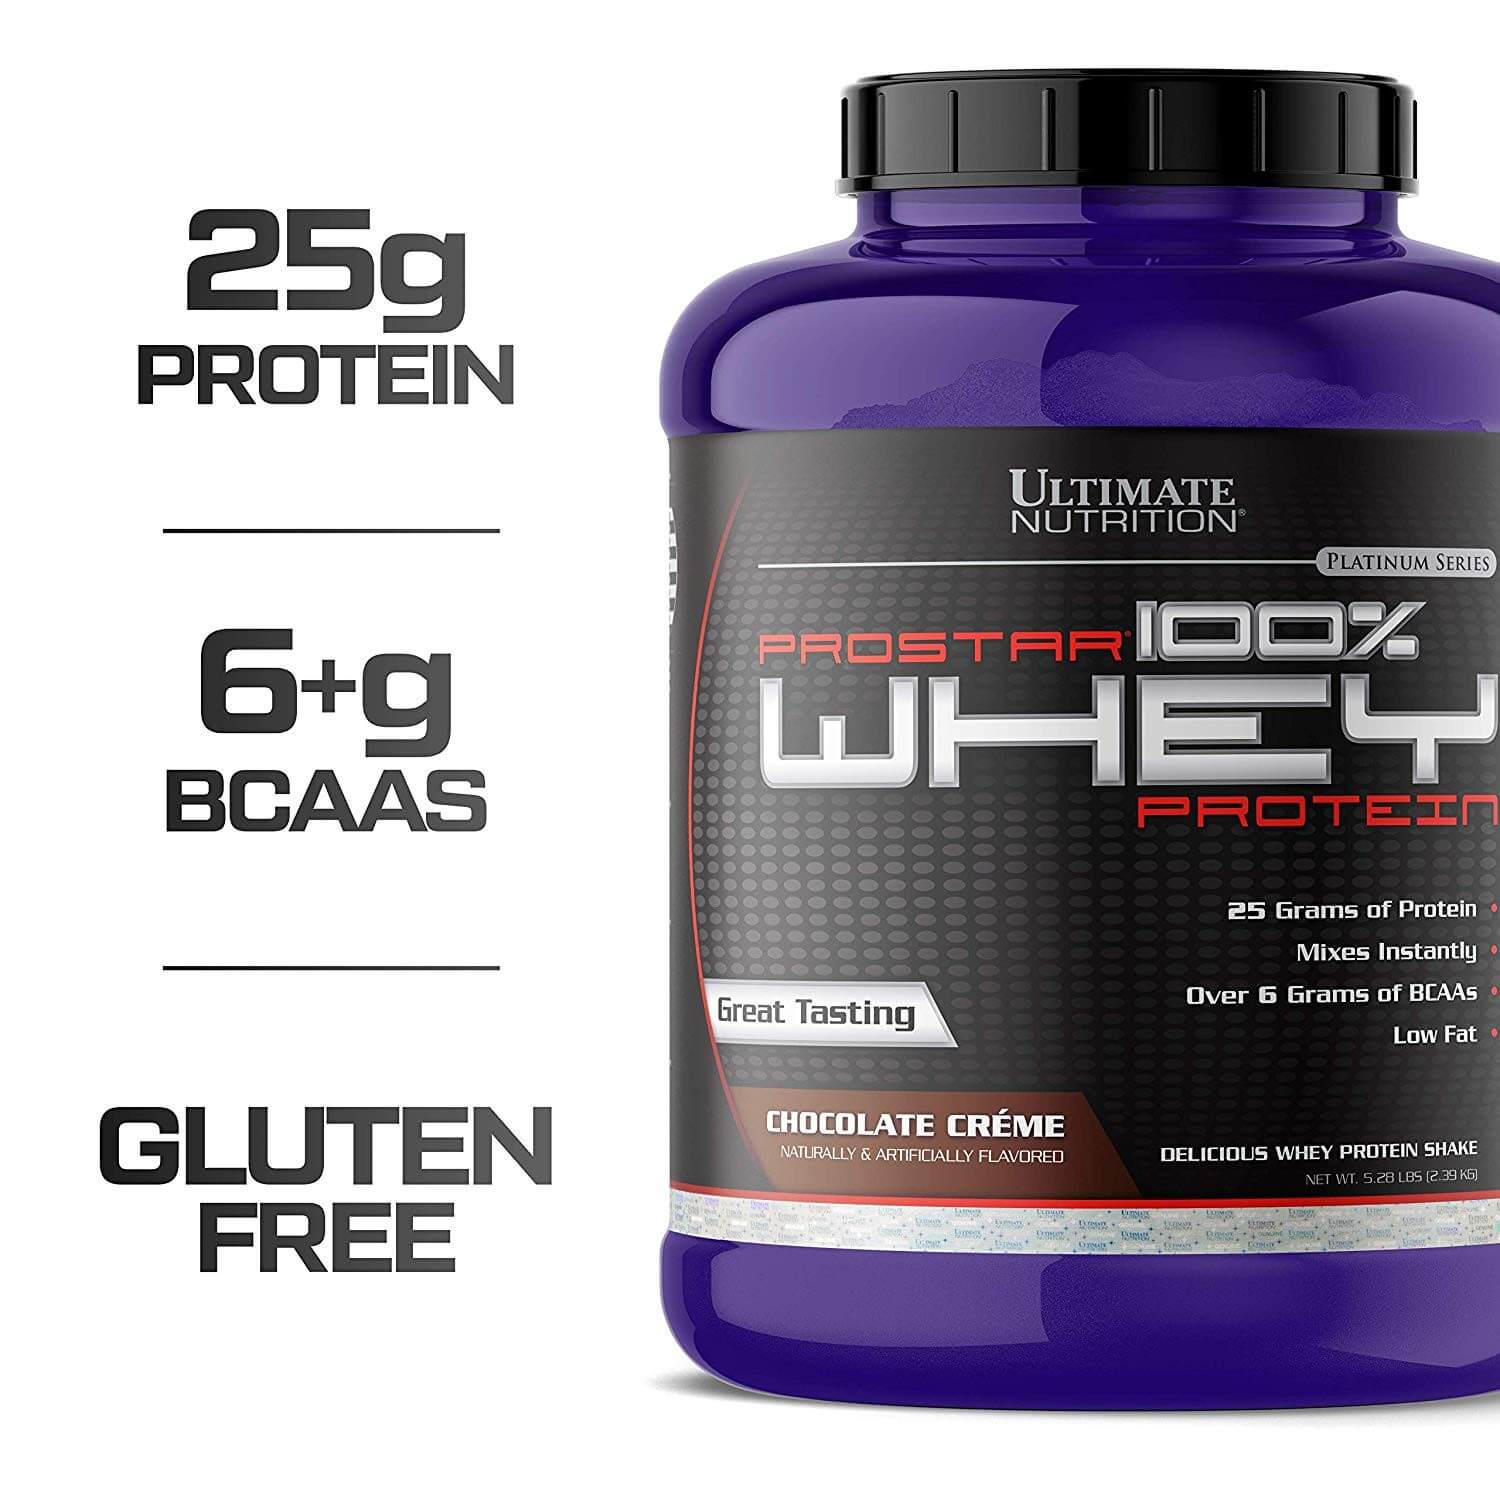 25g
PROTEIN
6+g
BCAAS
GLUTEN
FREE
ULTIMATE
NUTRITION®
PLATINUM SERIES
PROSTAR® 100%
WHEY
PROTEIN
25 Grams of Protein •
Mixes Instantly •
Over 6 Grams of BCAAs •
Low Fat •
Great Tasting
CHOCOLATE CRÉME
NATURALLY & ARTIFICIALLY FLAVORED
DELICIOUS WHEY PROTEIN SHAKE
NET WT. 5.28 LBS (2.39 KG)